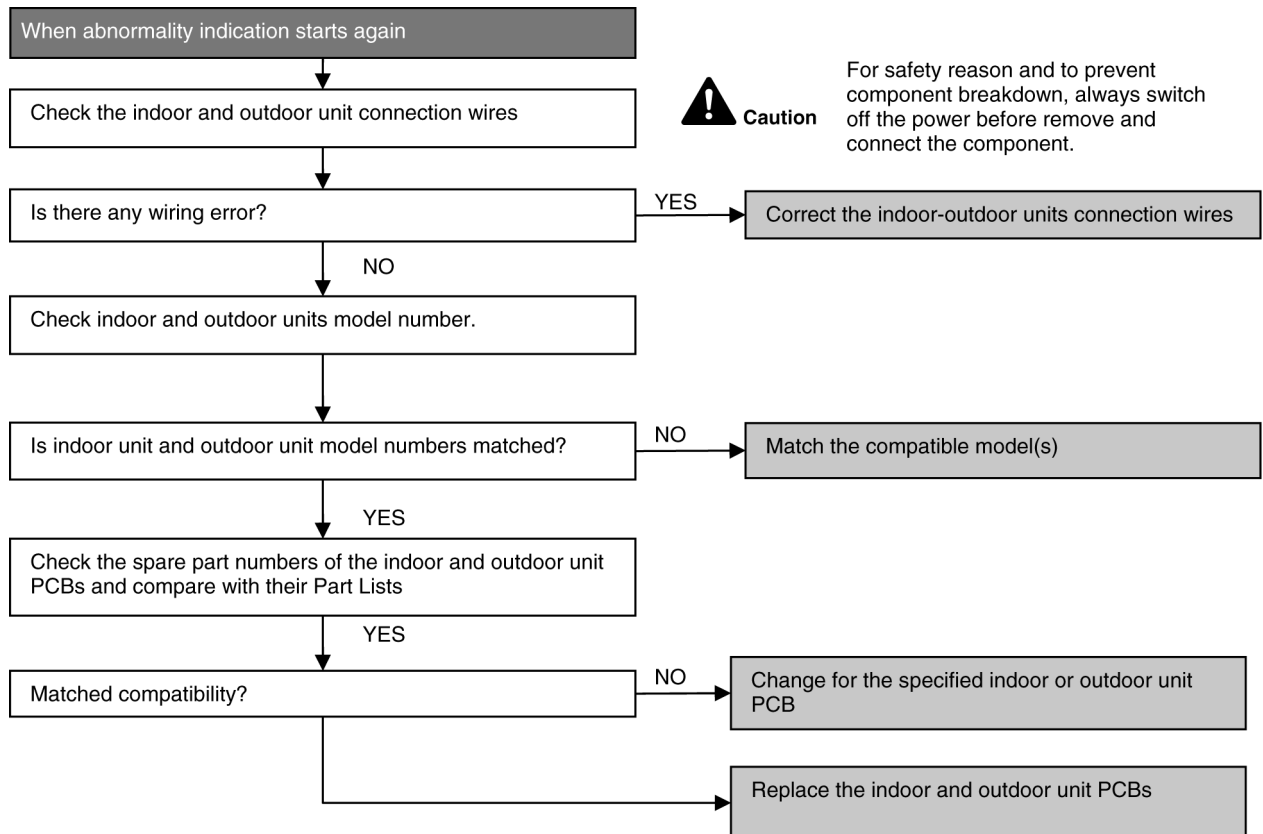 When abnormality indication starts again
Check the indoor and outdoor unit connection wires
Caution
For safety reason and to prevent
component breakdown, always switch
off the power before remove and
connect the component.
Is there any wiring error?
YES
Correct the indoor-outdoor units connection wires
NO
Check indoor and outdoor units model number.
Is indoor unit and outdoor unit model numbers matched?
NO
Match the compatible model(s)
YES
Check the spare part numbers of the indoor and outdoor unit
PCBs and compare with their Part Lists
YES
Matched compatibility?
NO
Change for the specified indoor or outdoor unit
PCB
Replace the indoor and outdoor unit PCBs